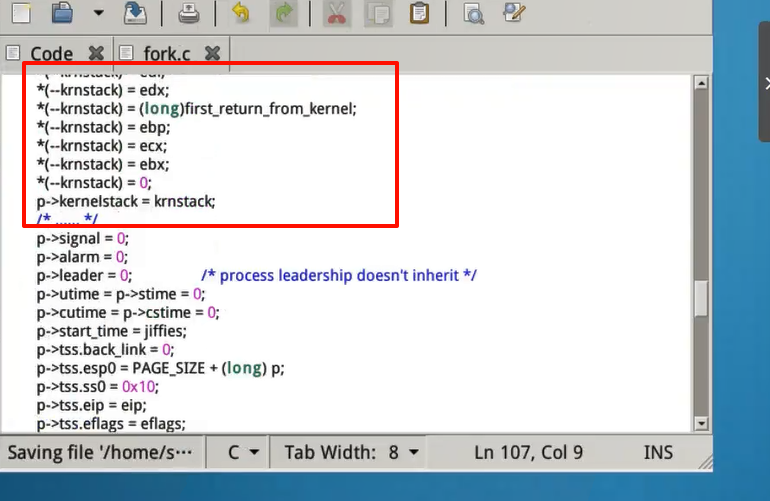 Code
fork.c
*(--krnstack) = edi;
*(--krnstack) = edx;
*(--krnstack) = (long)first_return_from_kernel;
*(--krnstack) = ebp;
*(--krnstack) = ecx;
*(--krnstack) = ebx;
*(--krnstack) = 0;
p->kernelstack = krnstack;
/* ...... */
p->signal = 0;
p->alarm = 0;
p->leader = 0; /* process leadership doesn't inherit */
p->utime = p->stime = 0;
p->cutime = p->cstime = 0;
p->start_time = jiffies;
p->tss.back_link = 0;
p->tss.esp0 = PAGE_SIZE + (long) p;
p->tss.ss0 = 0x10;
p->tss.eip = eip;
p->tss.eflags = eflags;
Saving file '/home/s⋯ C Tab Width: 8 Ln 107, Col 9 INS